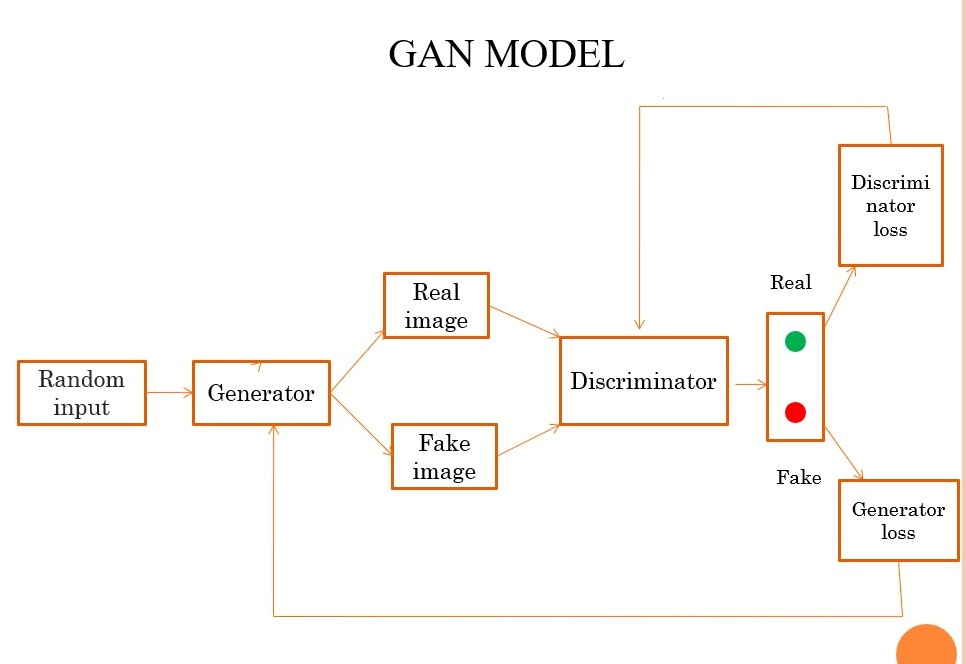 GAN MODEL
Random
input
Generator
Real
image
Fake
image
Discriminator
Real
Fake
Discrimi
nator
loss
Generator
loss